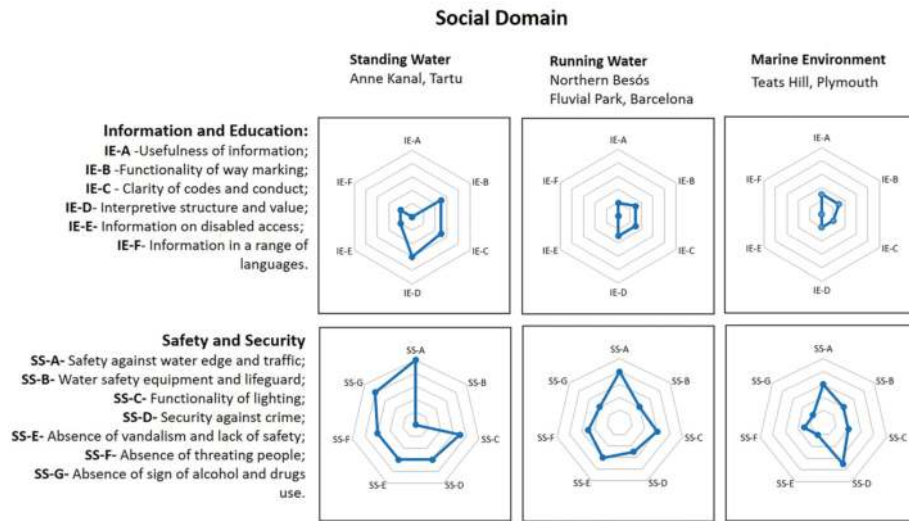 Social Domain
Standing Water
Anne Kanal, Tartu
Running Water
Northern Besós
Fluvial Park, Barcelona
Marine Environment
Teats Hill, Plymouth
Information and Education:
IE-A -Usefulness of information;
IE-B -Functionality of way marking;
IE-C - Clarity of codes and conduct;
IE-D- Interpretive structure and value;
IE-E- Information on disabled access;
IE-F- Information in a range of
languages.
IE-A
IE-B
IE-C
IE-D
IE-E
IE-F
IE-A
IE-B
IE-C
IE-D
IE-E
IE-F
IE-A
IE-B
IE-C
IE-D
IE-E
IE-F
Safety and Security:
SS-A- Safety against water edge and traffic;
SS-B- Water safety equipment and lifeguard;
SS-C- Functionality of lighting;
SS-D- Security against crime;
SS-E- Absence of vandalism and lack of safety;
SS-F- Absence of threating people;
SS-G- Absence of sign of alcohol and drugs
use.
SS-A
SS-B
SS-C
SS-D
SS-E
SS-F
SS-G
SS-A
SS-B
SS-C
SS-D
SS-E
SS-F
SS-G
SS-A
SS-B
SS-C
SS-D
SS-E
SS-F
SS-G